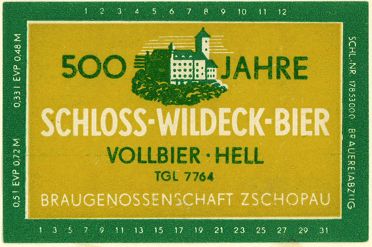 1 2 3 4 5 6 7 8 9 10 11 12
500 JAHRE
SCHLOSS-WILDECK-BIER
VOLLBIER · HELL
TGL 7764
BRAUGENOSSENSCHAFT ZSCHOPAU
1 3 5 7 9 11 13 15 17 19 21 23 25 27 29 31
0,5 l EVP 0,72 M
0,33 l EVP 0,48 M
SCHL-NR. 17853000 · BRAUEREIABZUG